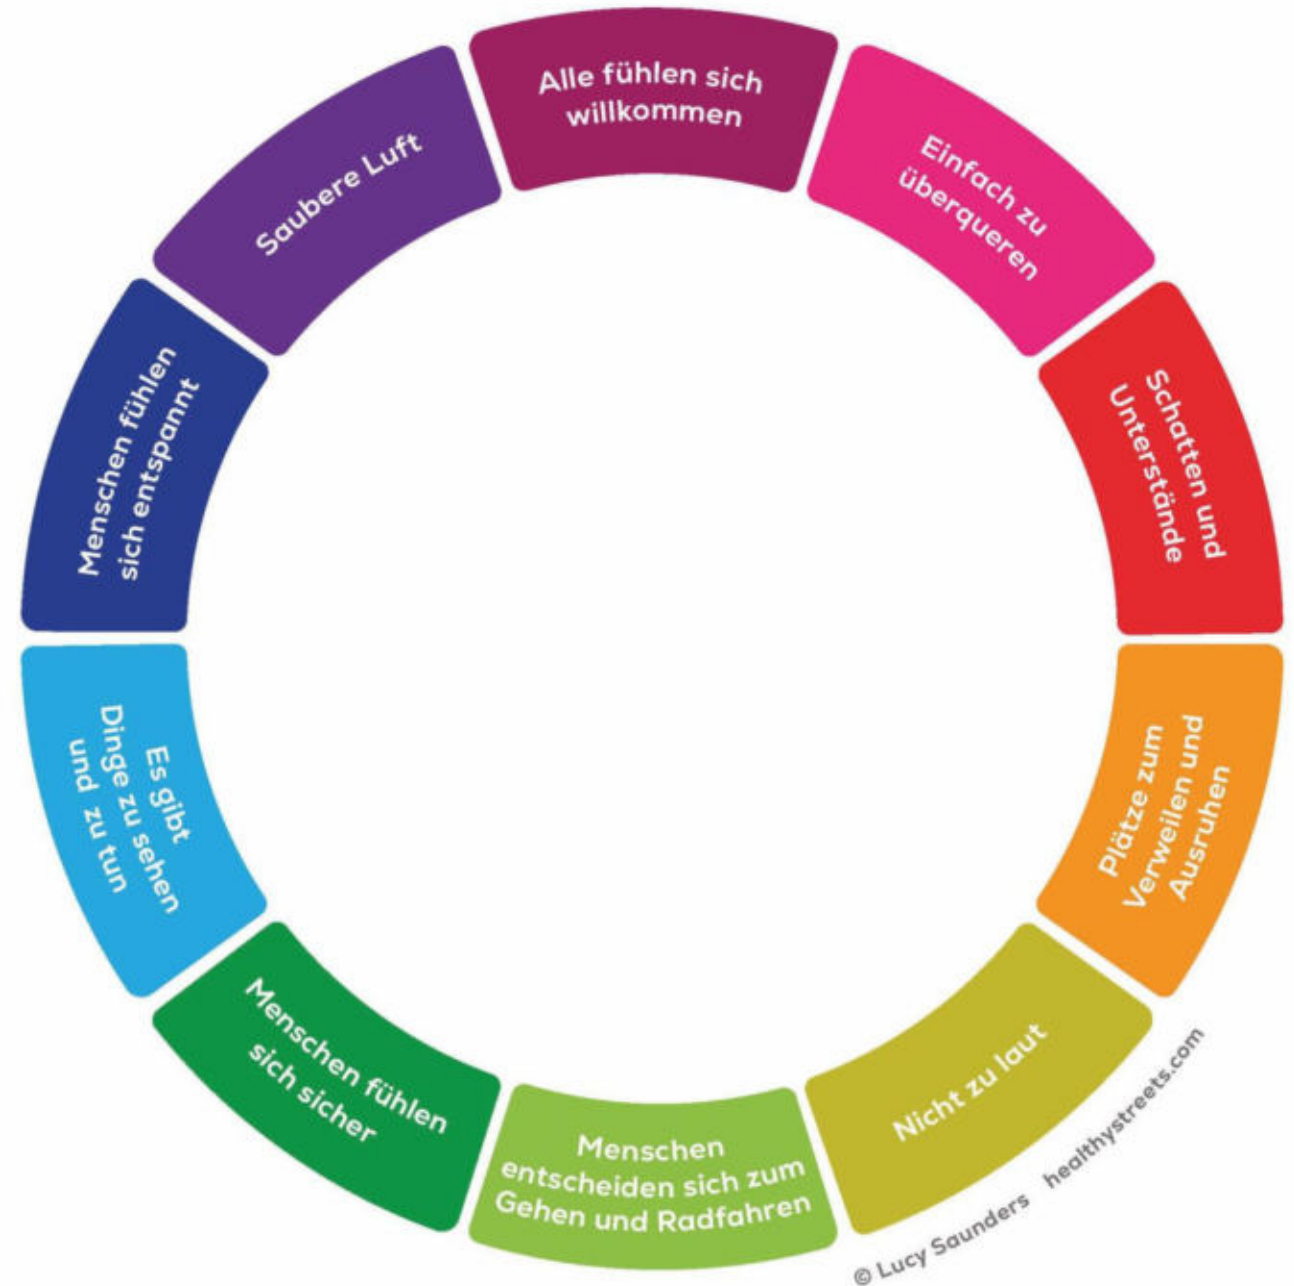 Alle fühlen sich
willkommen
Einfach zu
überqueren
Schatten und
Unterstände
Plätze zum
Verweilen und
Ausruhen
Nicht zu laut
Menschen
entscheiden sich zum
Gehen und Radfahren
Menschen fühlen
sich sicher
Es gibt
Dinge zu sehen
und zu tun
Menschen fühlen
sich entspannt
Saubere Luft
© Lucy Saunders healthystreets.com